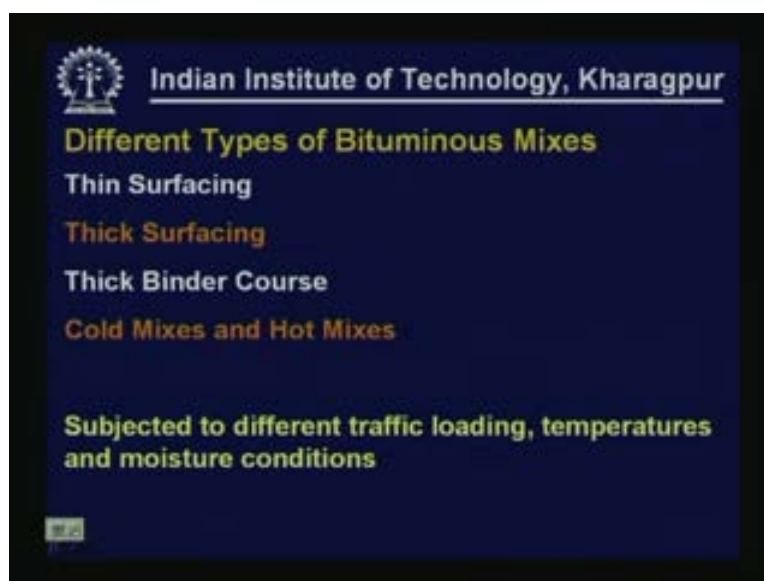 Indian Institute of Technology, Kharagpur
Different Types of Bituminous Mixes
Thin Surfacing
Thick Surfacing
Thick Binder Course
Cold Mixes and Hot Mixes
Subjected to different traffic loading, temperatures
and moisture conditions